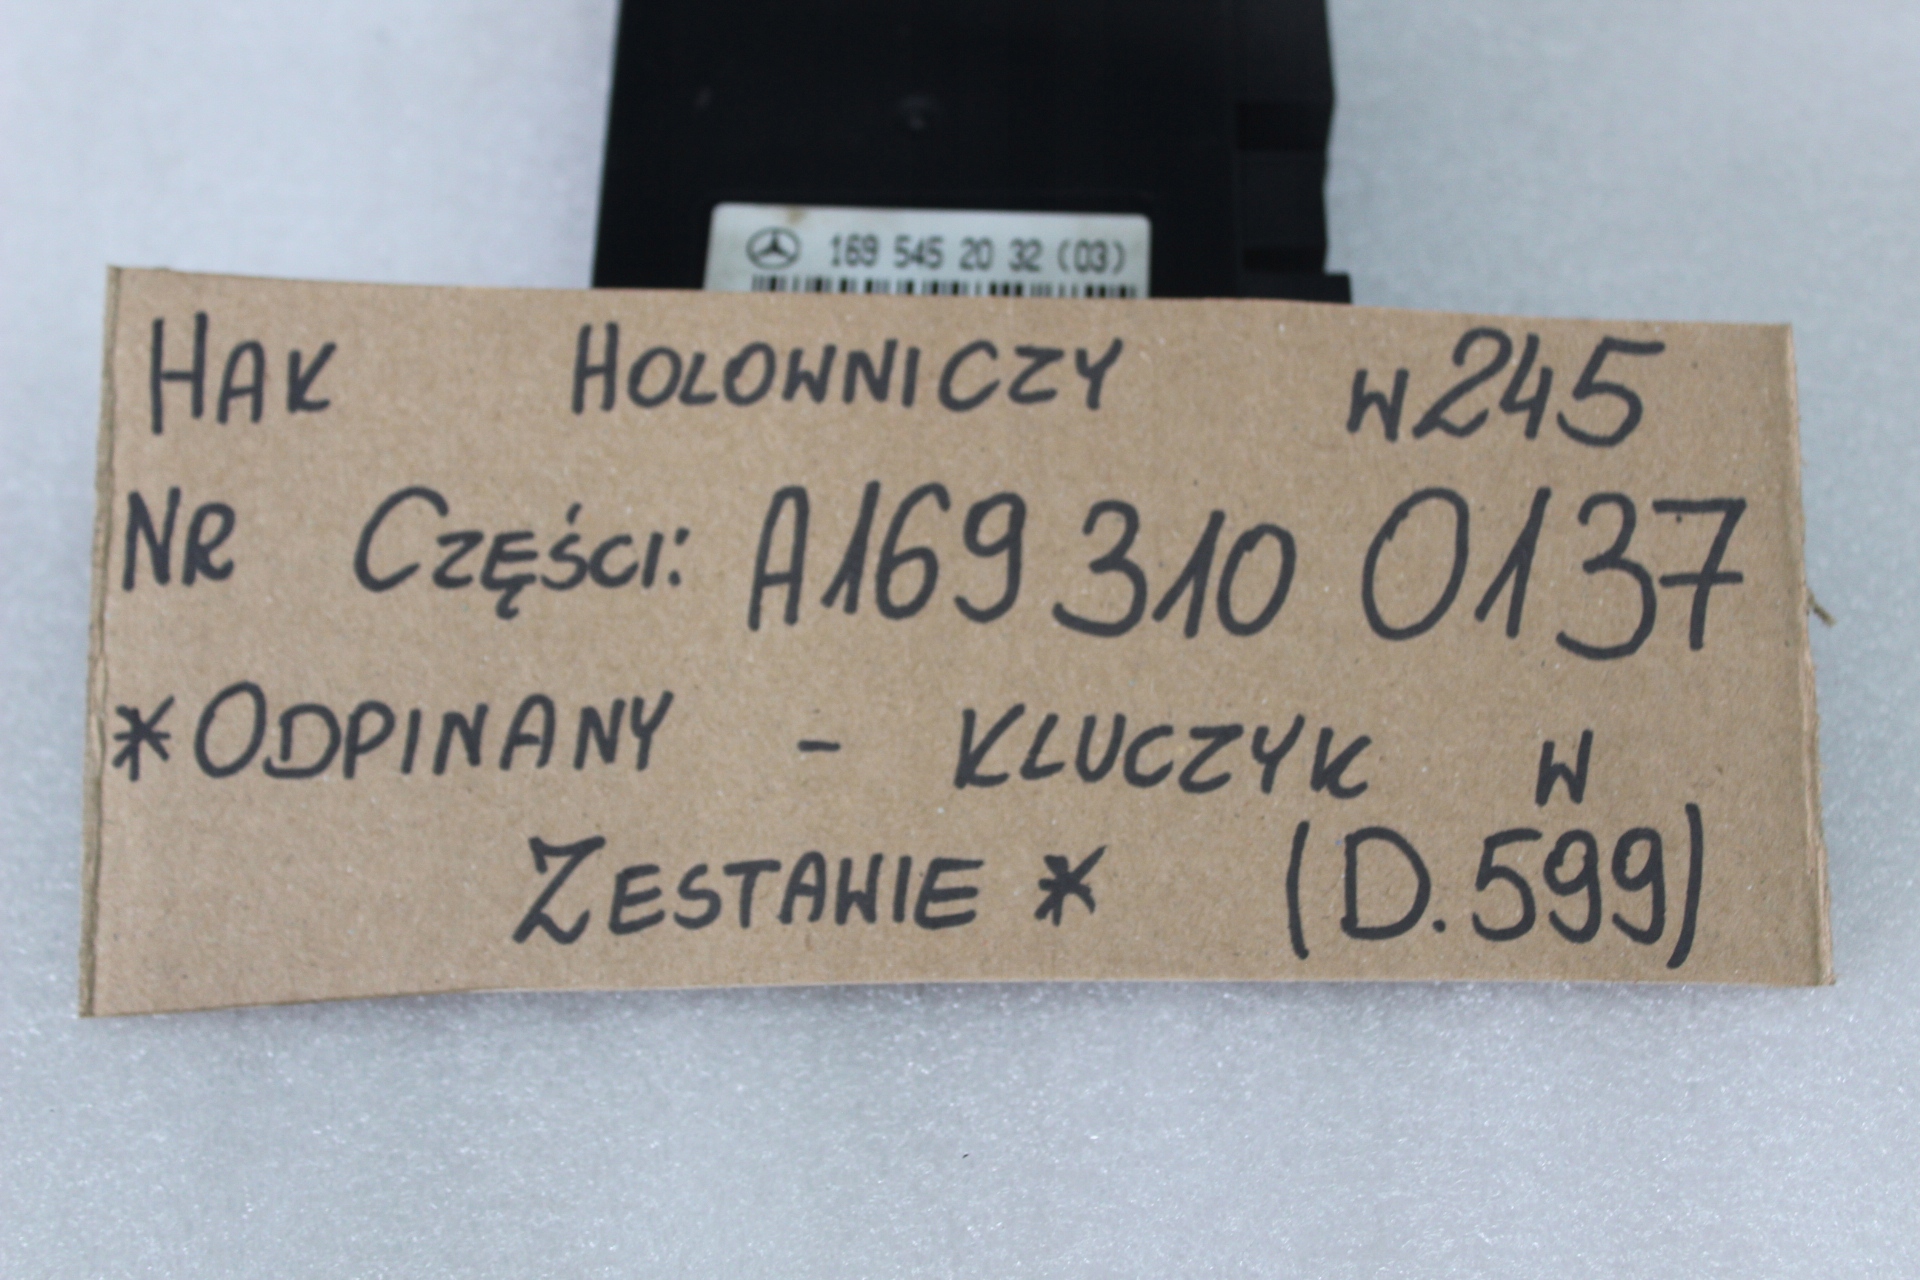 169 545 20 32 (03)
HAK HOLOWNICZY W245
NR CZĘŚCI: A169 310 0137
*ODPINANY - KLUCZYK W
ZESTAWIE * (D.599)